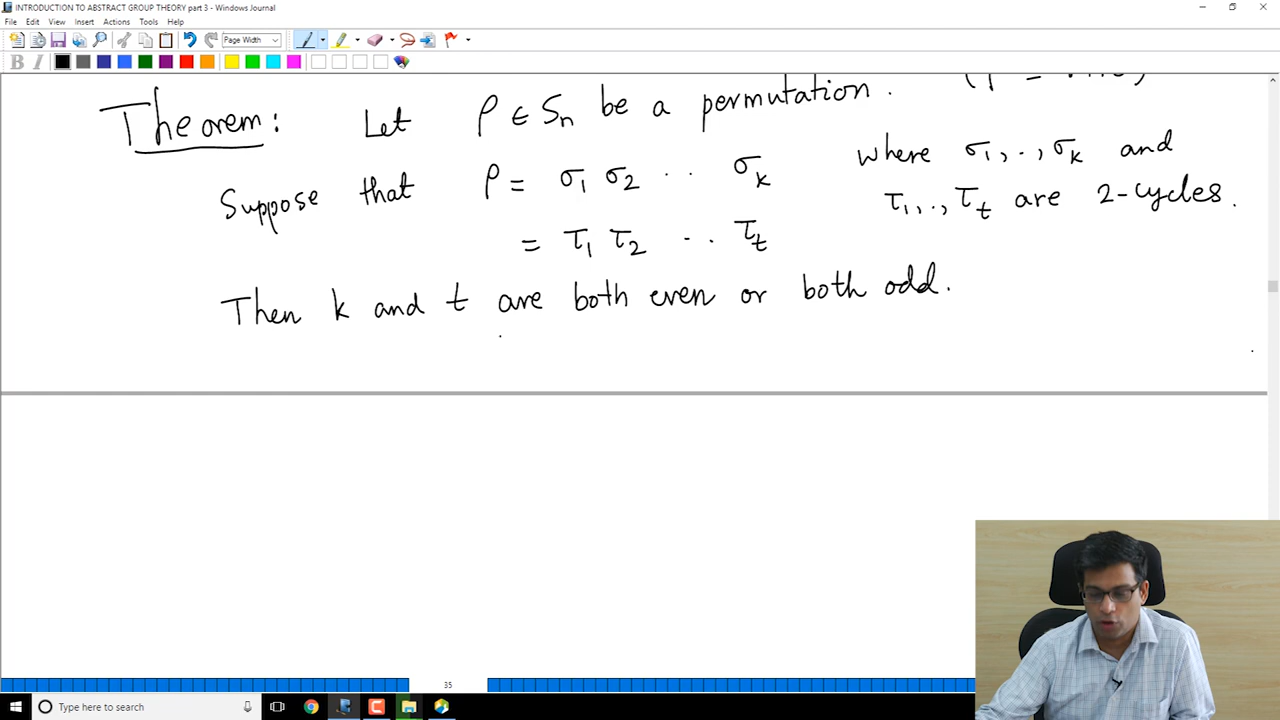 INTRODUCTION TO ABSTRACT GROUP THEORY part 3 - Windows Journal
File Edit View Insert Actions Tools Help
Page Width
B I
Theorem: Let ρ ∈ Sn be a permutation.
Suppose that ρ = σ1 σ2 .. σk where σ1,..,σk and
= τ1 τ2 .. τt τ1,..,τt are 2-cycles.
Then k and t are both even or both odd.
35
Type here to search